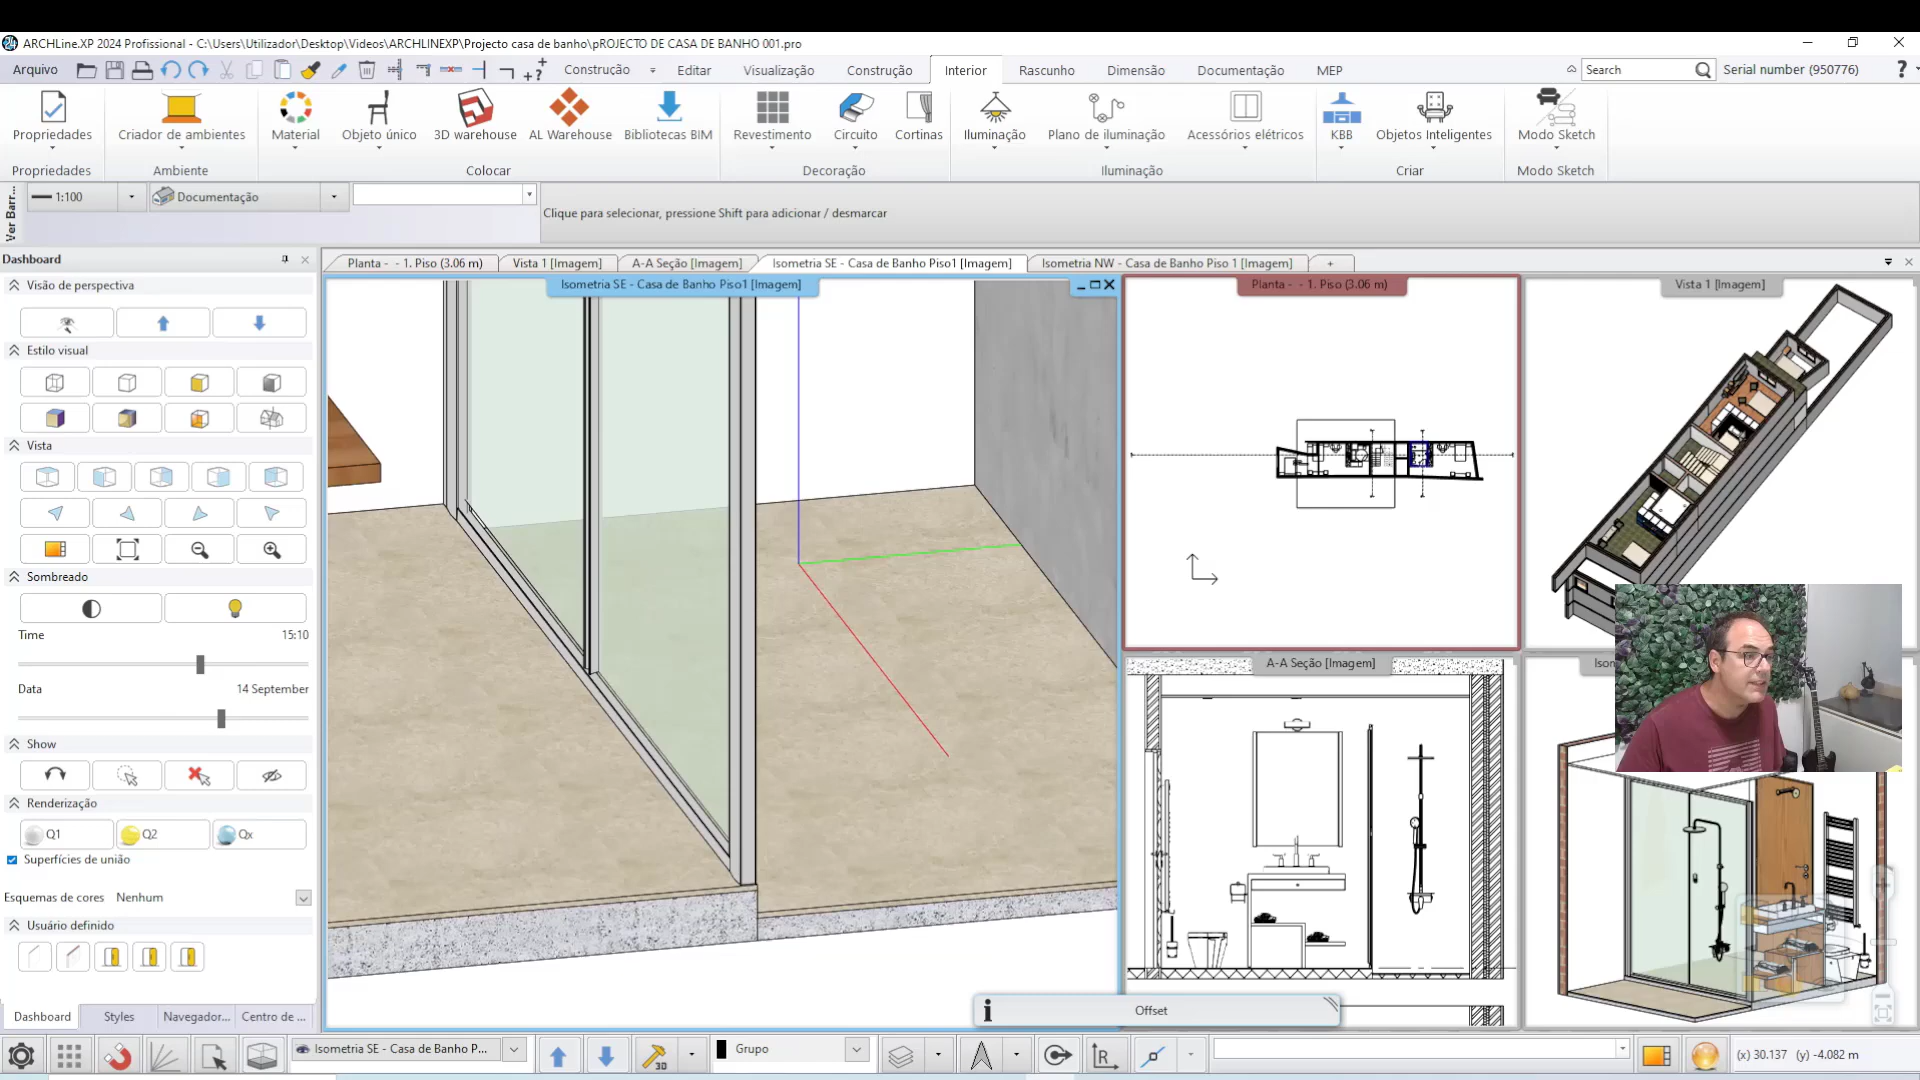 ARCHLine.XP 2024 Profissional - C:\Users\Utilizador\Desktop\Videos\ARCHLINEXP\Projecto casa de banho\pROJECTO DE CASA DE BANHO 001.pro
Arquivo
Construção
Editar
Visualização
Construção
Interior
Rascunho
Dimensão
Documentação
MEP
Search
Serial number (950776)
?
Propriedades
Criador de ambientes
Material
Objeto único
3D warehouse
AL Warehouse
Bibliotecas BIM
Revestimento
Circuito
Cortinas
Iluminação
Plano de iluminação
Acessórios elétricos
KBB
Objetos Inteligentes
Modo Sketch
Propriedades
Ambiente
Colocar
Decoração
Iluminação
Criar
Modo Sketch
Ver Barr...
1:100
Documentação
Clique para selecionar, pressione Shift para adicionar / desmarcar
Dashboard
Planta - - 1. Piso (3.06 m)
Vista 1 [Imagem]
A-A Seção [Imagem]
Isometria SE - Casa de Banho Piso1 [Imagem]
Isometria NW - Casa de Banho Piso 1 [Imagem]
+
Isometria SE - Casa de Banho Piso1 [Imagem]
Planta - - 1. Piso (3.06 m)
Vista 1 [Imagem]
Visão de perspectiva
Estilo visual
Vista
Sombreado
Time
15:10
Data
14 September
Show
Renderização
Q1
Q2
Qx
Superfícies de união
Esquemas de cores
Nenhum
Usuário definido
A-A Seção [Imagem]
Offset
Dashboard
Styles
Navegador...
Centro de ...
Isometria SE - Casa de Banho P...
3D
Grupo
R
(x) 30.137 (y) -4.082 m